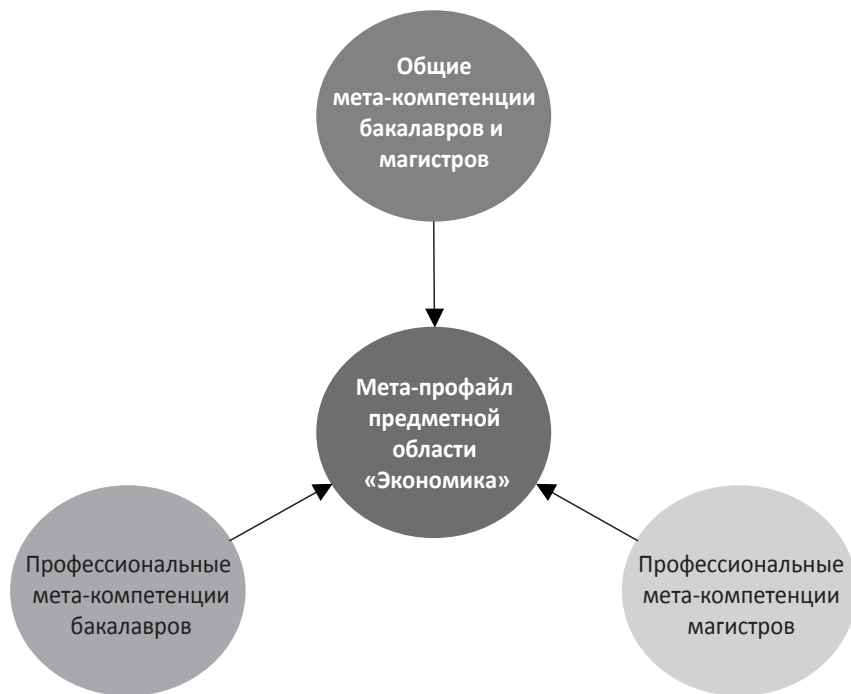 Общие
мета-компетенции
бакалавров и
магистров
Мета-профайл
предметной
области
«Экономика»
Профессиональные
мета-компетенции
бакалавров
Профессиональные
мета-компетенции
магистров